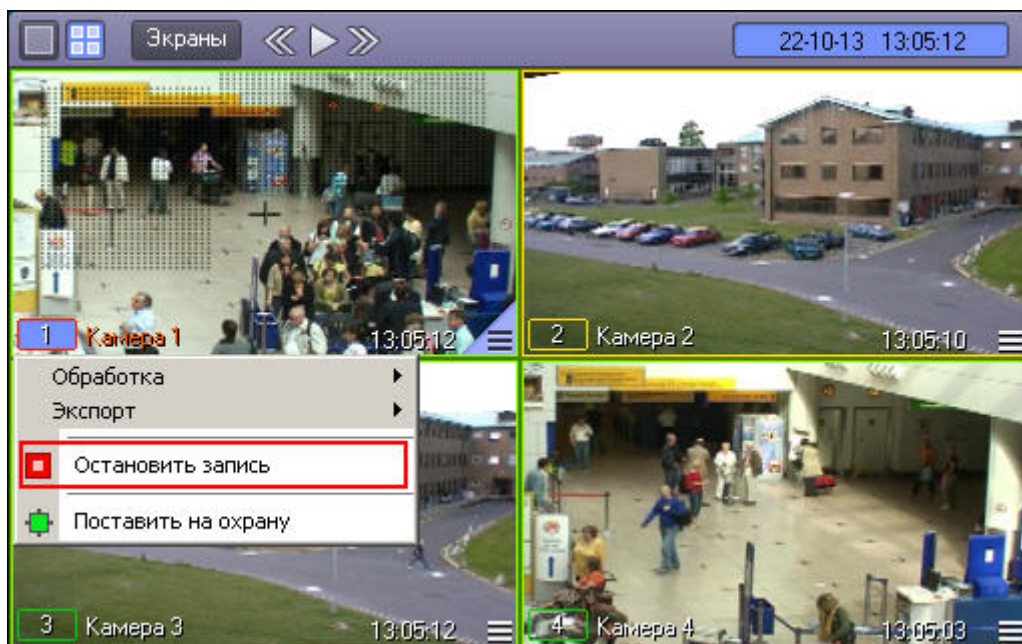 Экраны
22-10-13 13:05:12
1 Камера 1 13:05:12
2 Камера 2 13:05:10
Обработка
Экспорт
Остановить запись
Поставить на охрану
3 Камера 3 13:05:12
4 Камера 4 13:05:03